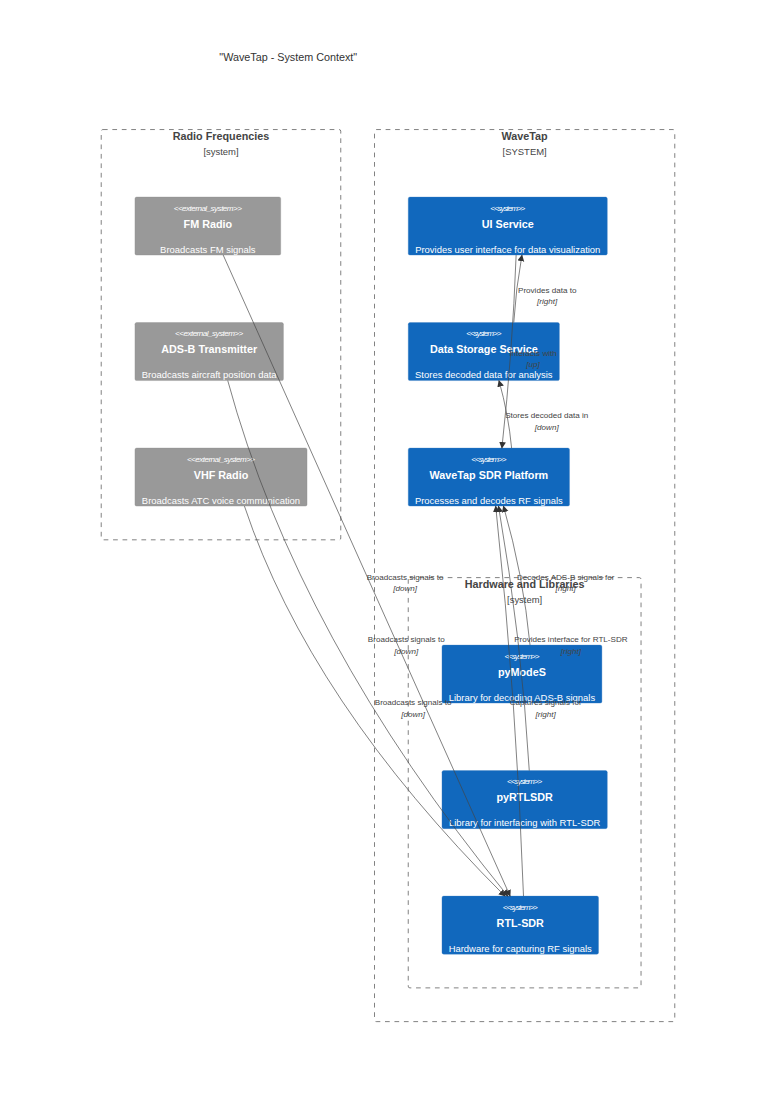 "WaveTap - System Context"
Radio Frequencies
[system]
<<external_system>>
FM Radio
Broadcasts FM signals
<<external_system>>
ADS-B Transmitter
Broadcasts aircraft position data
<<external_system>>
VHF Radio
Broadcasts ATC voice communication
WaveTap
[SYSTEM]
<<system>>
UI Service
Provides user interface for data visualization
Provides data to
[right]
<<system>>
Data Storage Service
Stores decoded data for analysis
Stores decoded data in
[down]
<<system>>
WaveTap SDR Platform
Processes and decodes RF signals
Broadcasts signals to
[down]
Decodes ADS-B signals for
[right]
Hardware and Libraries
[system]
Broadcasts signals to
[down]
Provides interface for RTL-SDR
[right]
<<system>>
pyModeS
Library for decoding ADS-B signals
Broadcasts signals to
[down]
Captures signals for
[right]
<<system>>
pyRTLSDR
Library for interfacing with RTL-SDR
<<system>>
RTL-SDR
Hardware for capturing RF signals